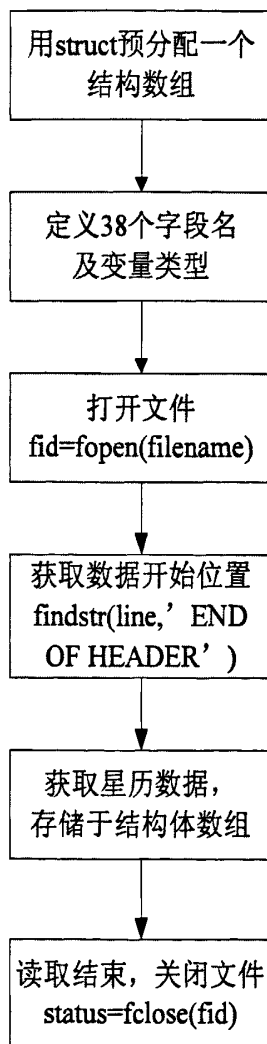 用struct预分配一个
结构数组
定义38个字段名
及变量类型
打开文件
fid=fopen(filename)
获取数据开始位置
findstr(line,’ END
OF HEADER’ )
获取星历数据，
存储于结构体数组
读取结束，关闭文件
status=fclose(fid)